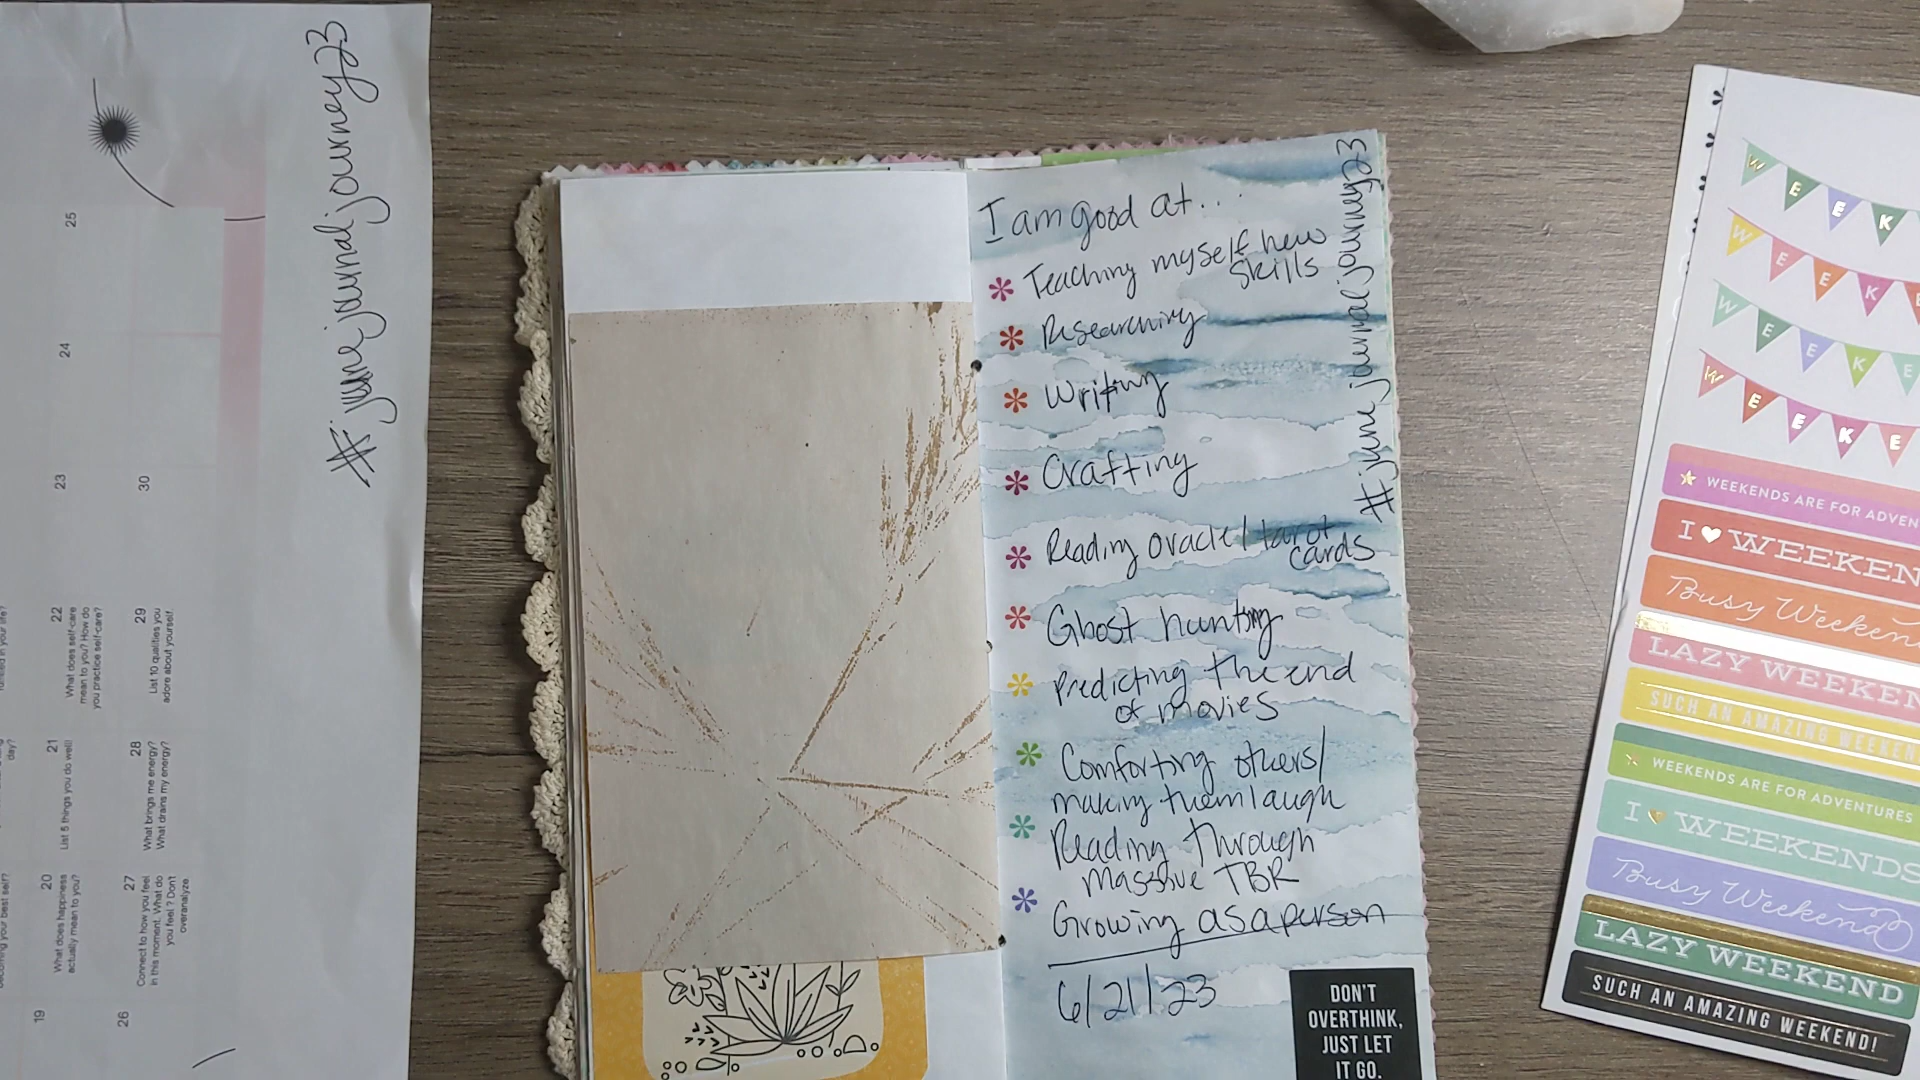 #junejournaljourney23
25
24
23
30
22
What does self-care
mean to you? How do
you practice self-care?
29
List 10 qualities you
adore about yourself.
day?
21
List 5 things you do well!
28
What brings me energy?
What drains my energy?
your best self?
20
What does happiness
actually mean to you?
27
Connect to how you feel
in this moment. What do
you feel? Don't
overanalyze.
19
26
I am good at...
Teaching myself new
skills
Researching
Writing
Crafting
Reading oracle/tarot
cards
Ghost hunting
Predicting the end
of movies
Comforting others/
making them laugh
Reading through
massive TBR
Growing as a person
6/21/23
#junejournaljourney23
DON'T
OVERTHINK,
JUST LET
IT GO.
WEEK
WEEK
WEEKE
WEEKE
WEEKENDS ARE FOR ADVEN
I WEEKEN
Busy Weeken
LAZY WEEKEN
SUCH AN AMAZING WEEKEN
WEEKENDS ARE FOR ADVENTURES
I WEEKENDS
Busy Weekend
LAZY WEEKEND
SUCH AN AMAZING WEEKEND!